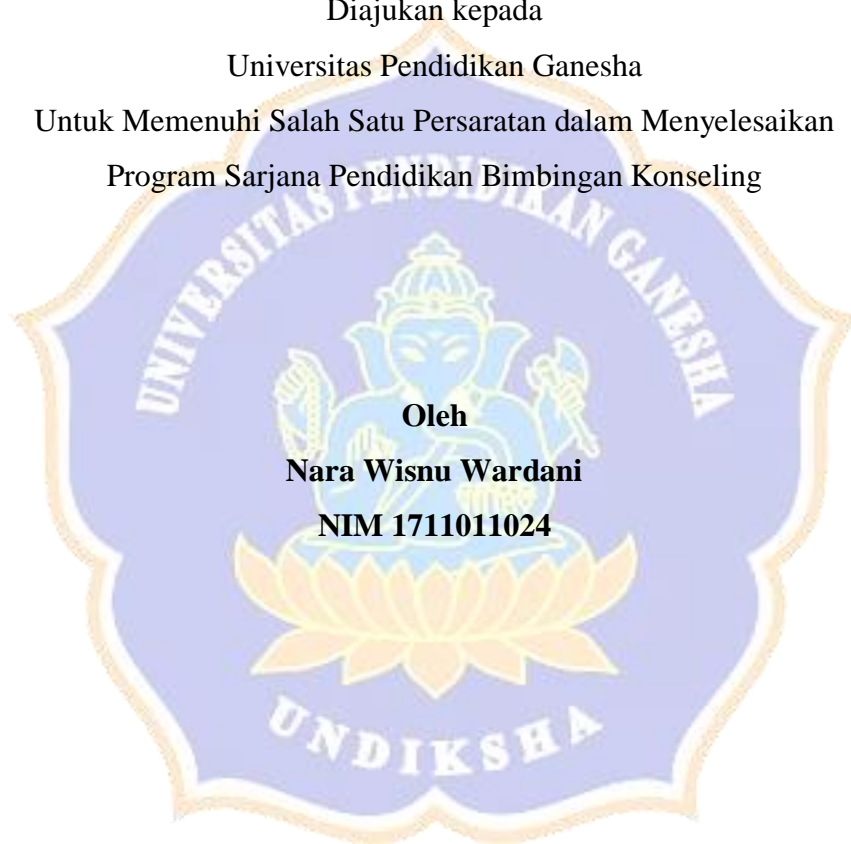 Diajukan kepada
Universitas Pendidikan Ganesha
Untuk Memenuhi Salah Satu Persaratan dalam Menyelesaikan
Program Sarjana Pendidikan Bimbingan Konseling
UNIVERSITAS PENDIDIKAN GANESHA
Oleh
Nara Wisnu Wardani
NIM 1711011024
UNDIKSHA